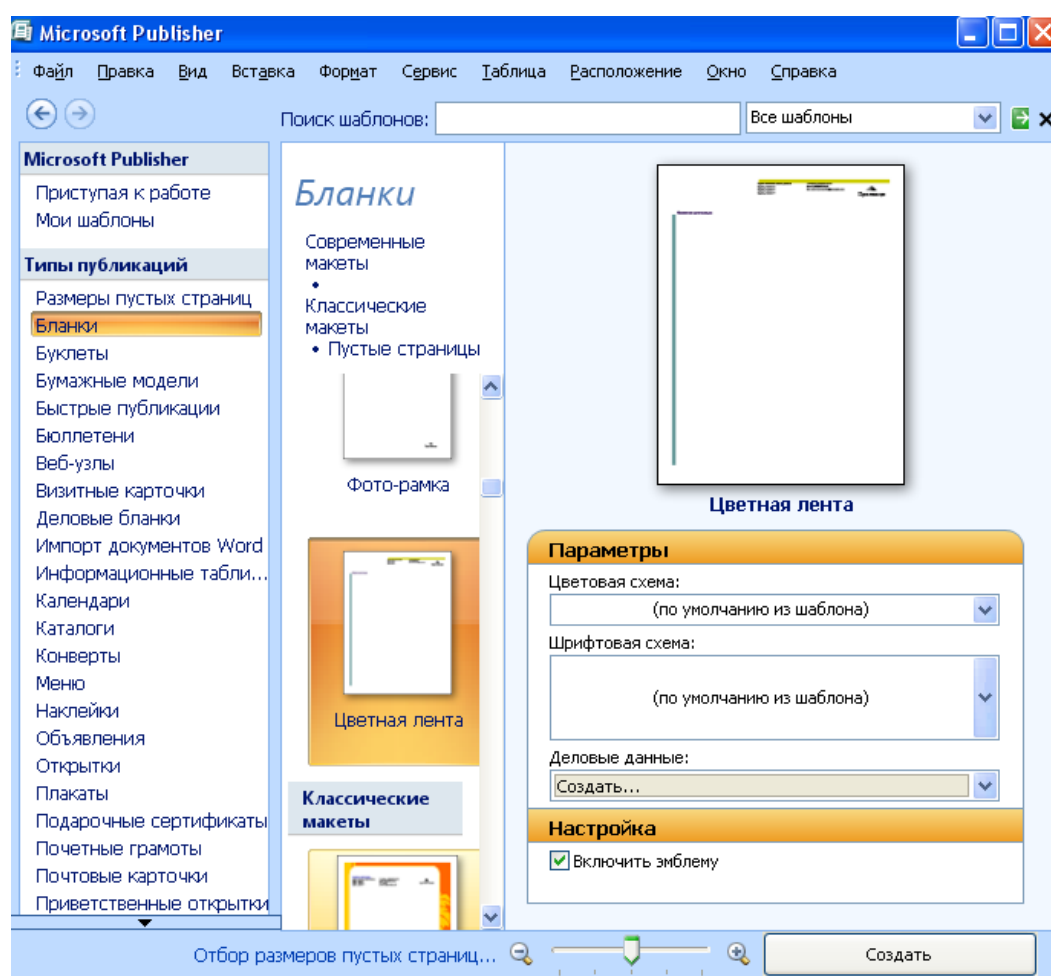 Microsoft Publisher
Файл Правка Вид Вставка Формат Сервис Таблица Расположение Окно Справка
Поиск шаблонов: Все шаблоны
Microsoft Publisher
Приступая к работе
Мои шаблоны
Типы публикаций
Размеры пустых страниц
Бланки
Буклеты
Бумажные модели
Быстрые публикации
Бюллетени
Веб-узлы
Визитные карточки
Деловые бланки
Импорт документов Word
Информационные табли...
Календари
Каталоги
Конверты
Меню
Наклейки
Объявления
Открытки
Плакаты
Подарочные сертификаты
Почетные грамоты
Почтовые карточки
Приветственные открытки
Бланки
Современные
макеты
•
Классические
макеты
• Пустые страницы
Фото-рамка
Цветная лента
Классические
макеты
Цветная лента
Параметры
Цветовая схема:
(по умолчанию из шаблона)
Шрифтовая схема:
(по умолчанию из шаблона)
Деловые данные:
Создать...
Настройка
Включить эмблему
Отбор размеров пустых страниц...
Создать